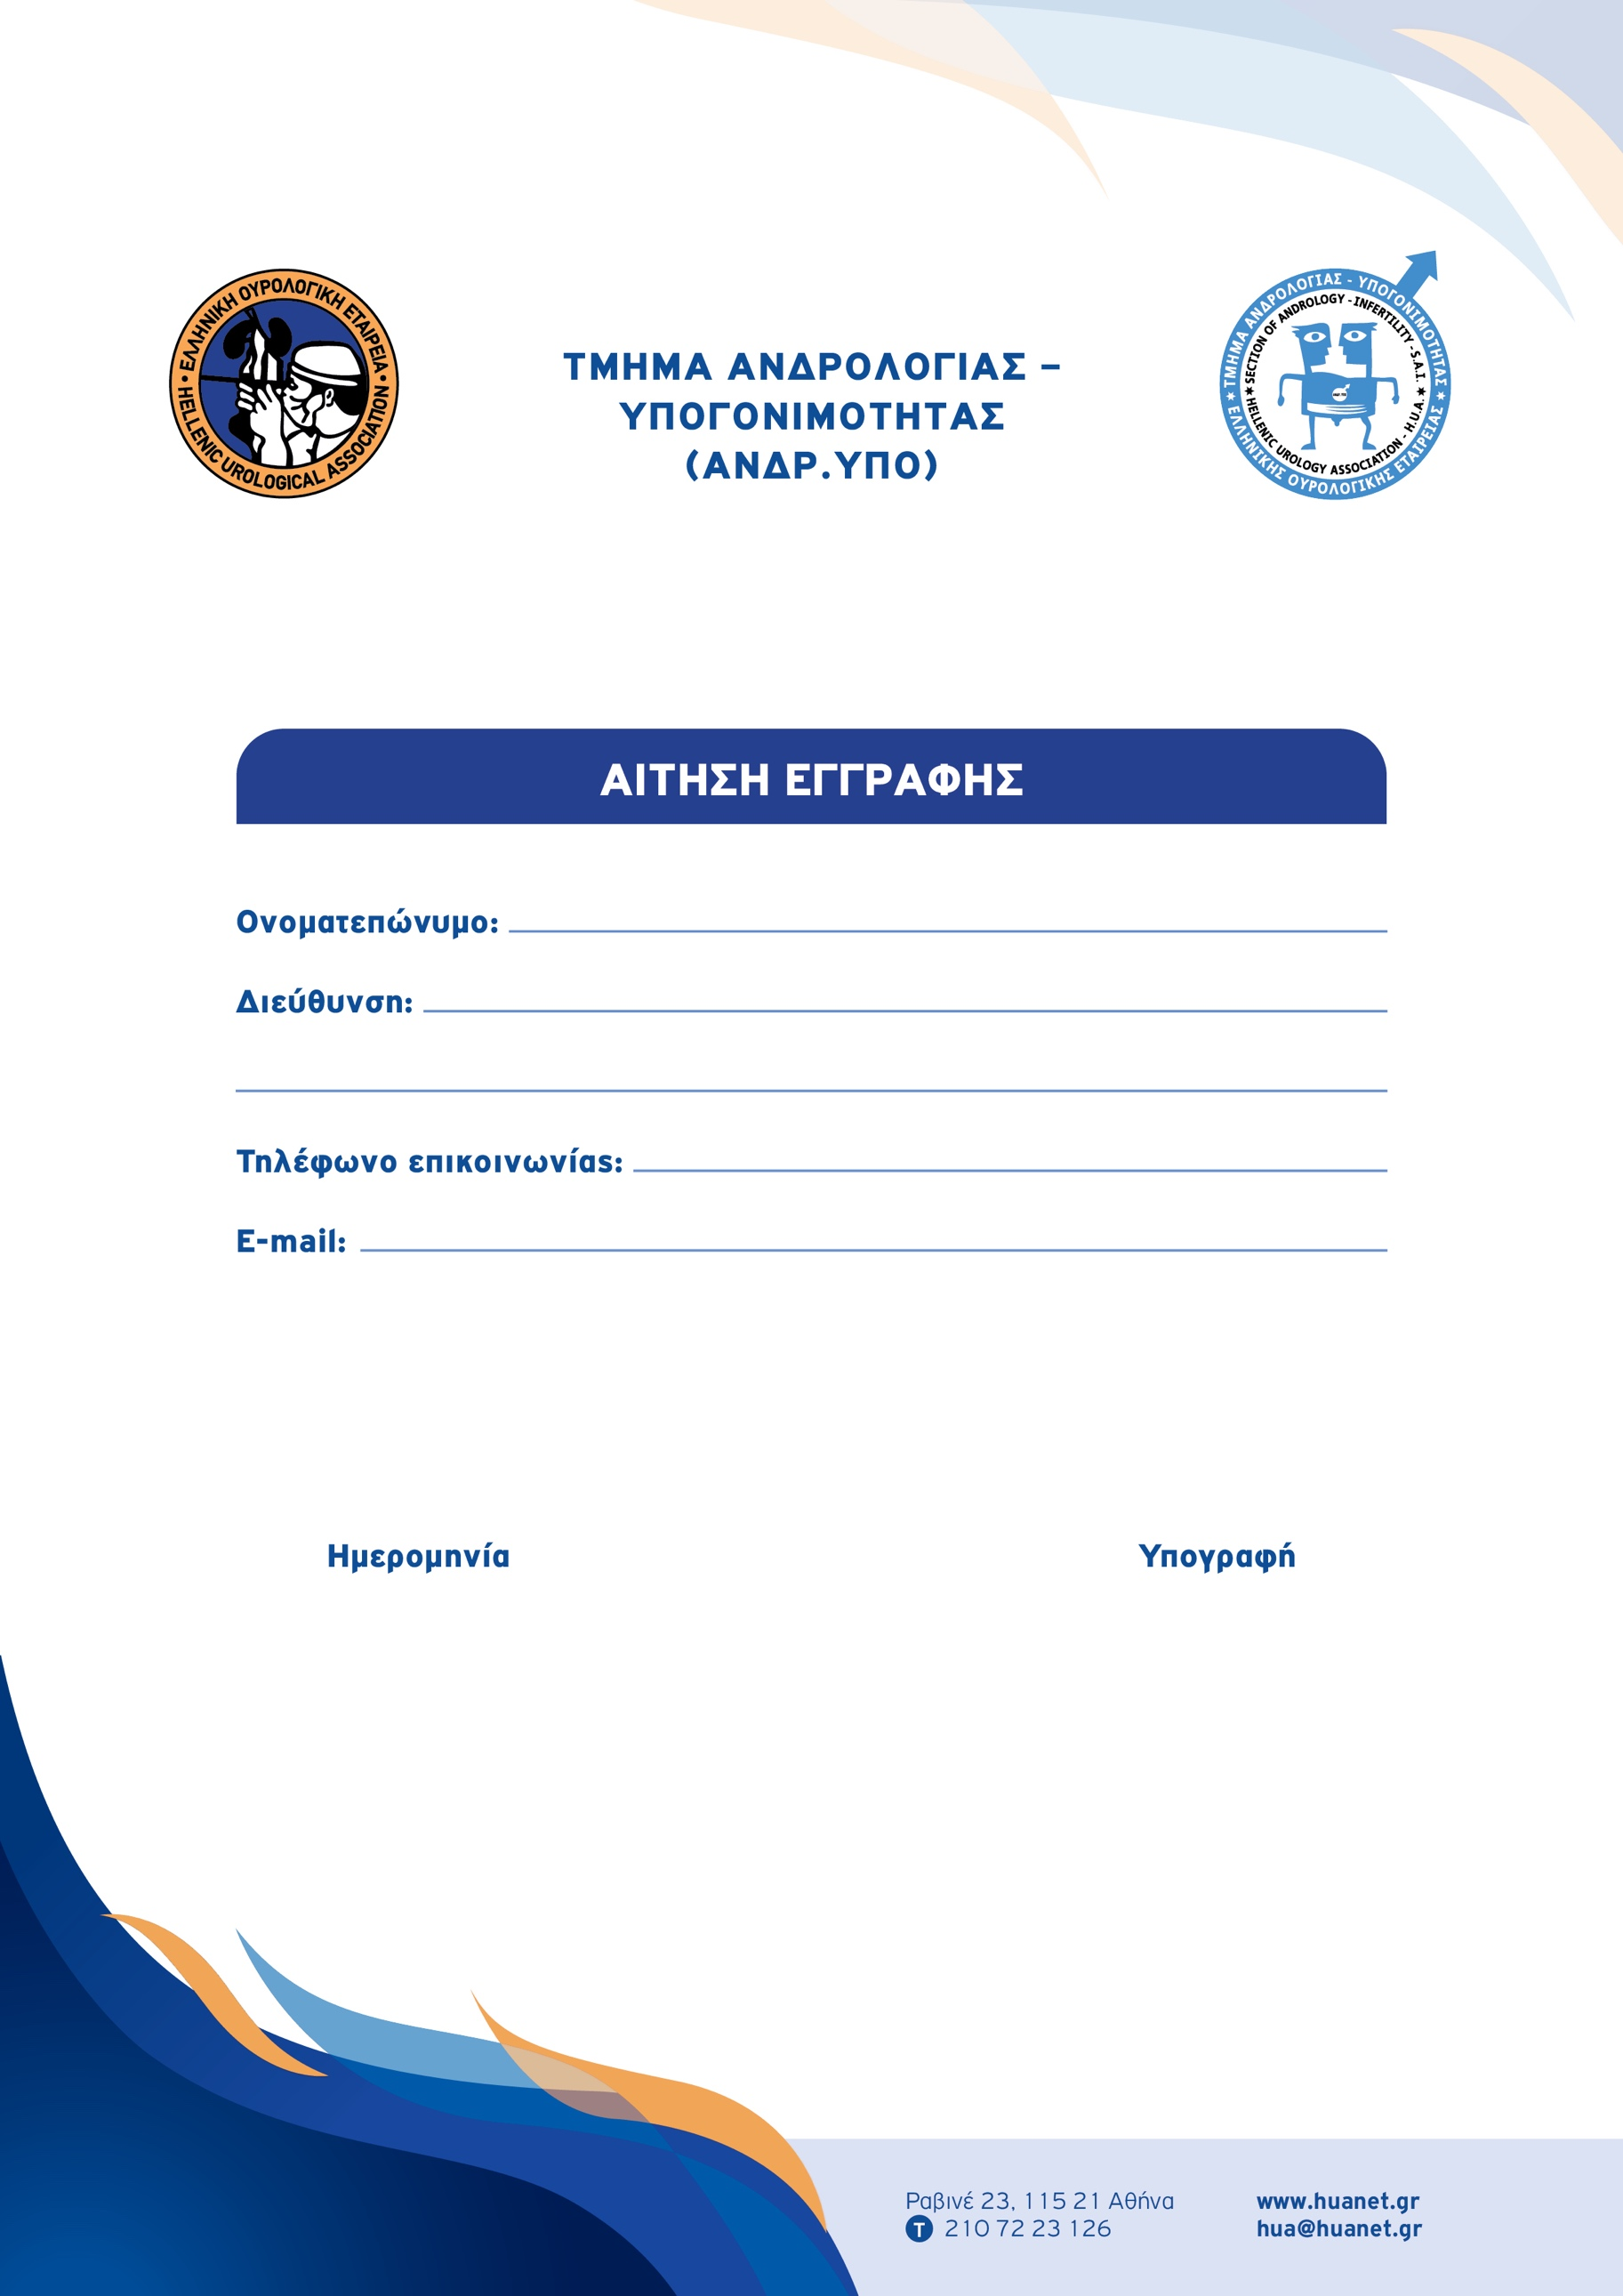 ΕΛΛΗΝΙΚΗ ΟΥΡΟΛΟΓΙΚΗ ΕΤΑΙΡΕΙΑ • HELLENIC UROLOGICAL ASSOCIATION •
ΤΜΗΜΑ ΑΝΔΡΟΛΟΓΙΑΣ –
ΥΠΟΓΟΝΙΜΟΤΗΤΑΣ
(ΑΝΔΡ.ΥΠΟ)
ΤΜΗΜΑ ΑΝΔΡΟΛΟΓΙΑΣ - ΥΠΟΓΟΝΙΜΟΤΗΤΑΣ * ΕΛΛΗΝΙΚΗΣ ΟΥΡΟΛΟΓΙΚΗΣ ΕΤΑΙΡΕΙΑΣ *
SECTION OF ANDROLOGY - INFERTILITY - S.A.I. * HELLENIC UROLOGY ASSOCIATION - H.U.A. *
ΑΙΤΗΣΗ ΕΓΓΡΑΦΗΣ
Ονοματεπώνυμο:
Διεύθυνση:
Τηλέφωνο επικοινωνίας:
E-mail:
Ημερομηνία Υπογραφή
Ραβινέ 23, 115 21 Αθήνα www.huanet.gr
T 210 72 23 126 hua@huanet.gr